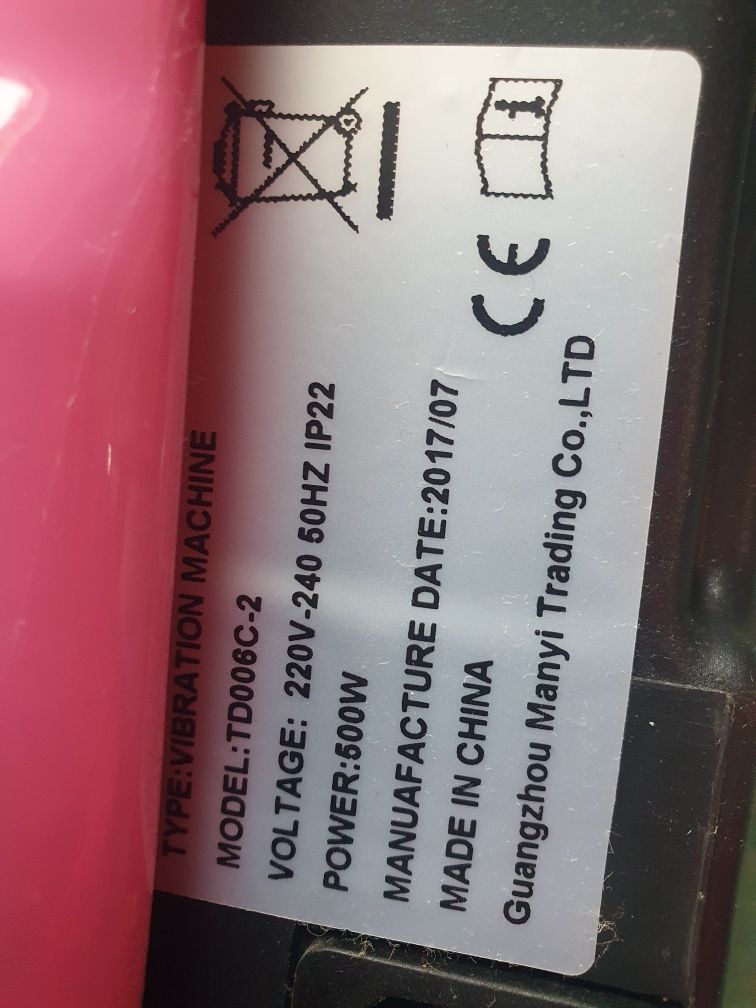 TYPE:VIBRATION MACHINE
MODEL:TD006C-2
VOLTAGE: 220V-240 50HZ IP22
POWER:500W
MANUAFACTURE DATE:2017/07
MADE IN CHINA
Guangzhou Manyi Trading Co.,LTD
CE